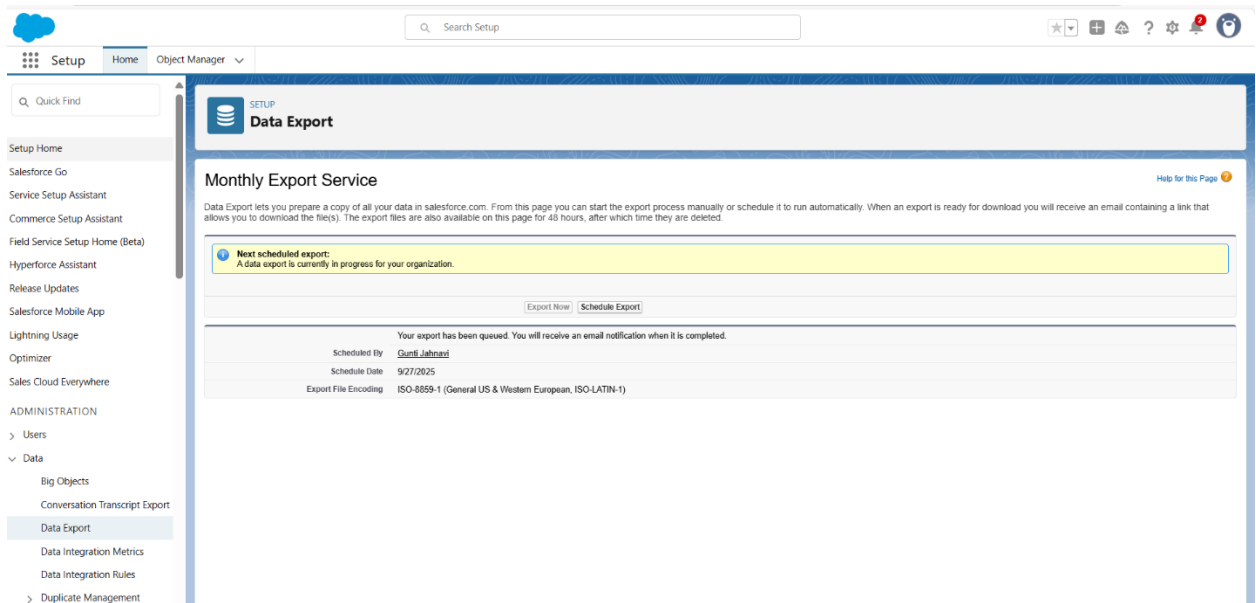 Search Setup
2
Setup
Home
Object Manager
Quick Find
Setup Home
Salesforce Go
Service Setup Assistant
Commerce Setup Assistant
Field Service Setup Home (Beta)
Hyperforce Assistant
Release Updates
Salesforce Mobile App
Lightning Usage
Optimizer
Sales Cloud Everywhere
ADMINISTRATION
Users
Data
Big Objects
Conversation Transcript Export
Data Export
Data Integration Metrics
Data Integration Rules
Duplicate Management
SETUP
Data Export
Monthly Export Service
Help for this Page
Data Export lets you prepare a copy of all your data in salesforce.com. From this page you can start the export process manually or schedule it to run automatically. When an export is ready for download you will receive an email containing a link that
allows you to download the file(s). The export files are also available on this page for 48 hours, after which time they are deleted.
Next scheduled export:
A data export is currently in progress for your organization.
Export Now Schedule Export
Your export has been queued. You will receive an email notification when it is completed.
Scheduled By Gunti Jahnavi
Schedule Date 9/27/2025
Export File Encoding ISO-8859-1 (General US & Western European, ISO-LATIN-1)